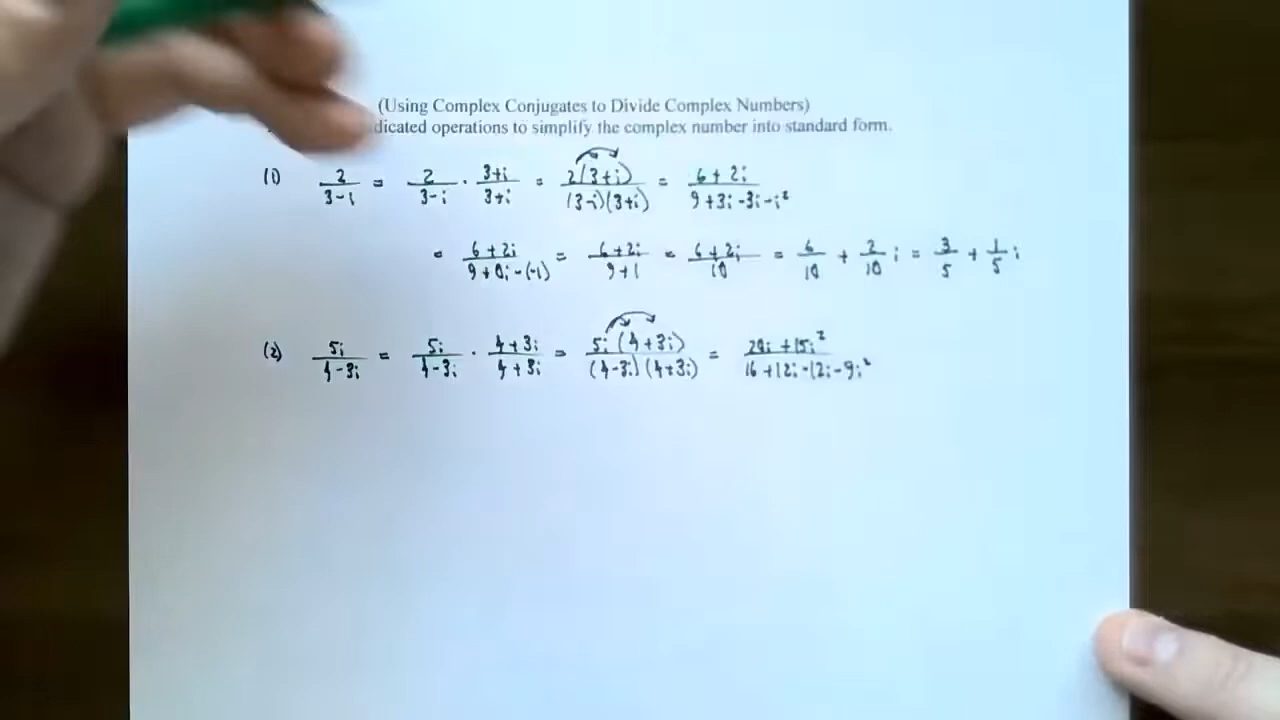 (Using Complex Conjugates to Divide Complex Numbers)
dicated operations to simplify the complex number into standard form.
(1) 2/(3-i) = 2/(3-i) · (3+i)/(3+i) = 2(3+i)/((3-i)(3+i)) = (6+2i)/(9+3i-3i-i²)
= (6+2i)/(9+0i-(-1)) = (6+2i)/(9+1) = (6+2i)/10 = 6/10 + 2/10 i = 3/5 + 1/5 i
(2) 5i/(4-3i) = 5i/(4-3i) · (4+3i)/(4+3i) = 5i(4+3i)/((4-3i)(4+3i)) = (20i+15i²)/(16+12i-12i-9i²)